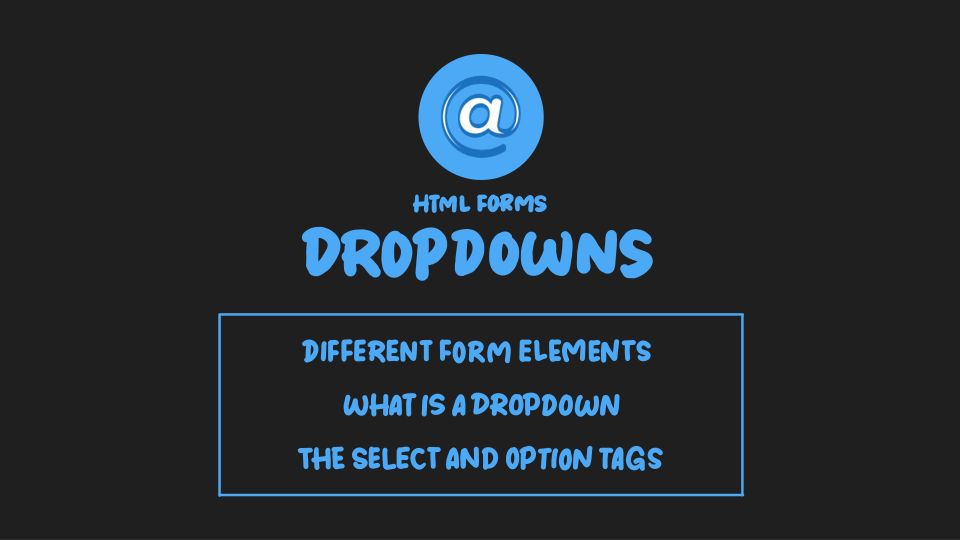 @
HTML FORMS
DROPDOWNS
DIFFERENT FORM ELEMENTS
WHAT IS A DROPDOWN
THE SELECT AND OPTION TAGS